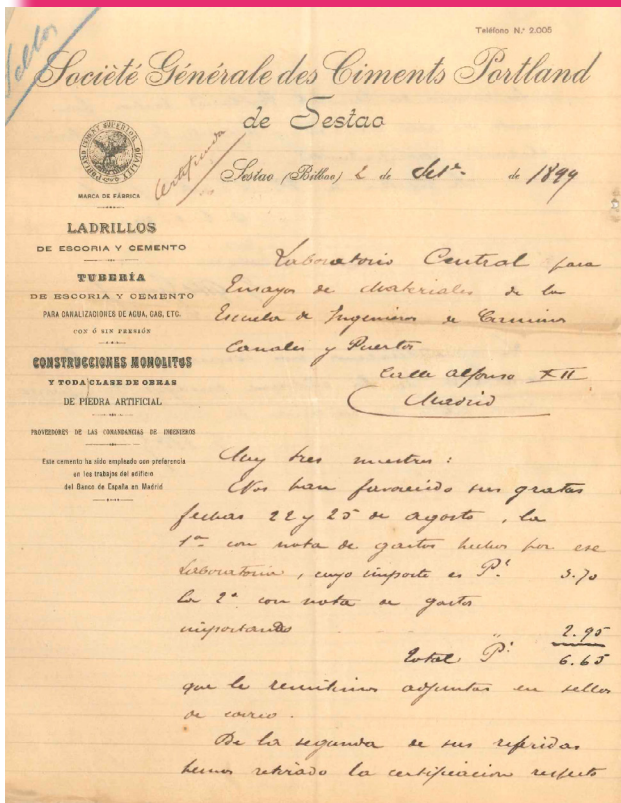 Teléfono N.º 2.005
Sellos
Société Générale des Ciments Portland
de Sestao
Certificada
Sestao (Bilbao) 2 de Set.e de 1899
MARCA DE FÁBRICA
LADRILLOS
DE ESCORIA Y CEMENTO
TUBERÍA
DE ESCORIA Y CEMENTO
PARA CANALIZACIONES DE AGUA, GAS, ETC.
CON Ó SIN PRESIÓN
CONSTRUCCIONES MONOLITOS
Y TODA CLASE DE OBRAS
DE PIEDRA ARTIFICIAL
PROVEEDORES DE LAS COMANDANCIAS DE INGENIEROS
Este cemento ha sido empleado con preferencia
en los trabajos del edificio
del Banco de España en Madrid
Laboratorio Central para
Ensayos de Materiales de la
Escuela de Ingenieros de Caminos
Canales y Puertos
Calle Alfonso XII
Madrid
Muy sres nuestros:
Nos han favorecido sus gratas
fechas 22 y 25 de agosto, la
1ª con nota de gastos hechos por ese
Laboratorio, cuyo importe es P.s 3.70
la 2ª con nota de gastos
importando " 2.95
Total P.s 6.65
que le remitimos adjuntas en sellos
de correo.
De la segunda de sus referidas
hemos retirado la certificacion respecto